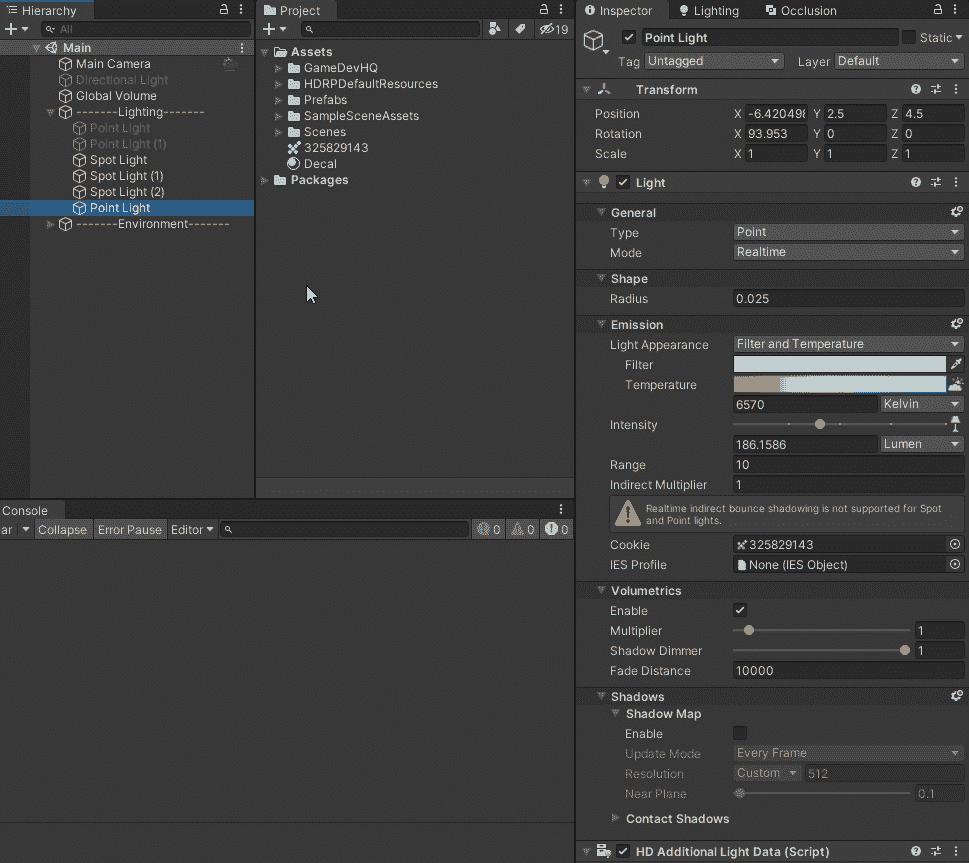 Hierarchy
All
Main
Main Camera
Directional Light
Global Volume
-------Lighting-------
Point Light
Point Light (1)
Spot Light
Spot Light (1)
Spot Light (2)
Point Light
-------Environment-------
Project
19
Assets
GameDevHQ
HDRPDefaultResources
Prefabs
SampleSceneAssets
Scenes
325829143
Decal
Packages
Console
ar Collapse Error Pause Editor 0 0 0
Inspector Lighting Occlusion
Point Light Static
Tag Untagged Layer Default
Transform
Position X -6.420498 Y 2.5 Z 4.5
Rotation X 93.953 Y 0 Z 0
Scale X 1 Y 1 Z 1
Light
General
Type Point
Mode Realtime
Shape
Radius 0.025
Emission
Light Appearance Filter and Temperature
Filter
Temperature
6570 Kelvin
Intensity
186.1586 Lumen
Range 10
Indirect Multiplier 1
Realtime indirect bounce shadowing is not supported for Spot
and Point lights.
Cookie 325829143
IES Profile None (IES Object)
Volumetrics
Enable
Multiplier 1
Shadow Dimmer 1
Fade Distance 10000
Shadows
Shadow Map
Enable
Update Mode Every Frame
Resolution Custom 512
Near Plane 0.1
Contact Shadows
HD Additional Light Data (Script)